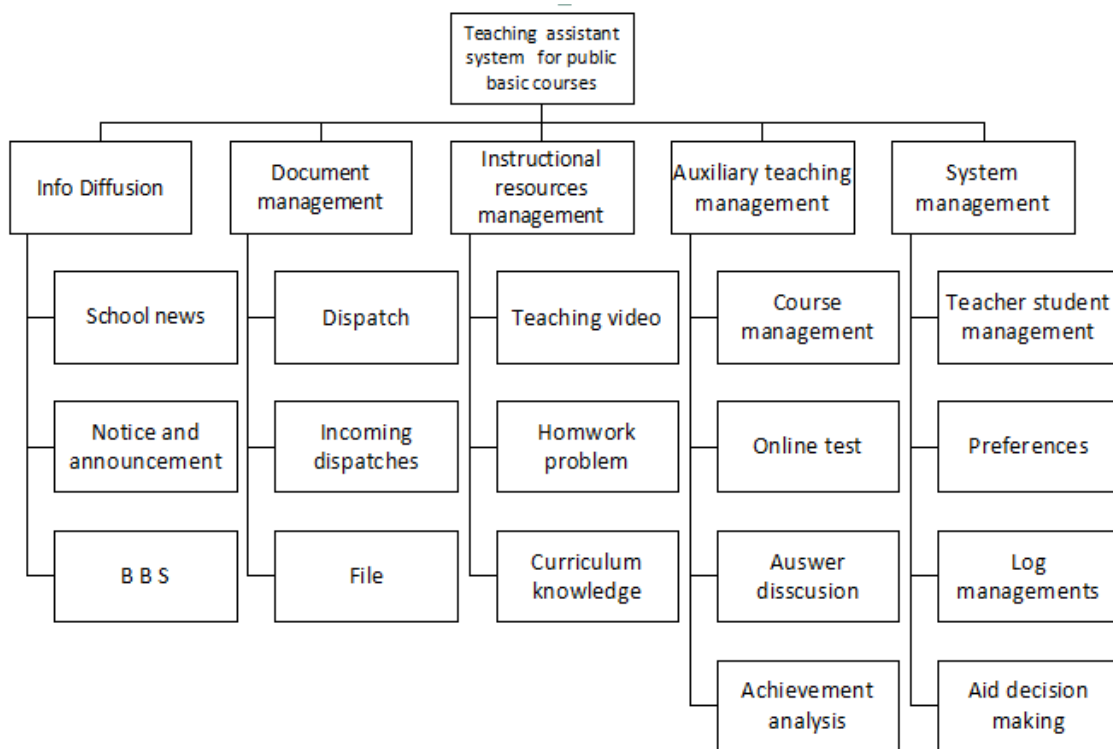 Teaching assistant
system for public
basic courses
Info Diffusion
Document
management
Instructional
resources
management
Auxiliary teaching
management
System
management
School news
Dispatch
Teaching video
Course
management
Teacher student
management
Notice and
announcement
Incoming
dispatches
Homwork
problem
Online test
Preferences
B B S
File
Curriculum
knowledge
Auswer
disscusion
Log
managements
Achievement
analysis
Aid decision
making